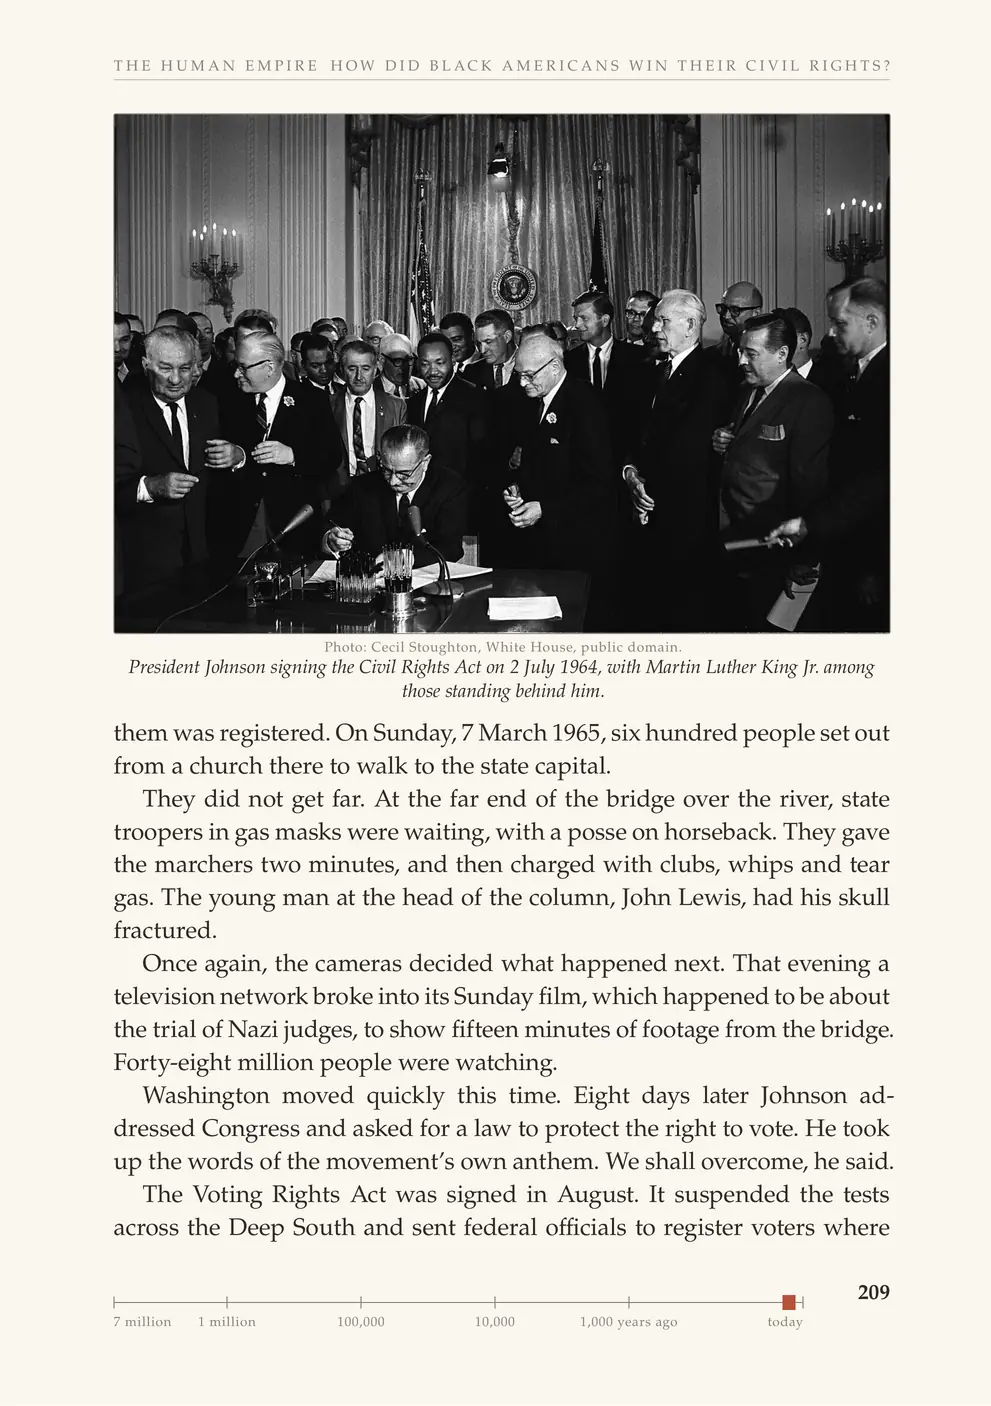 THE HUMAN EMPIRE HOW DID BLACK AMERICANS WIN THEIR CIVIL RIGHTS?
Photo: Cecil Stoughton, White House, public domain.
President Johnson signing the Civil Rights Act on 2 July 1964, with Martin Luther King Jr. among
those standing behind him.
them was registered. On Sunday, 7 March 1965, six hundred people set out
from a church there to walk to the state capital.
They did not get far. At the far end of the bridge over the river, state
troopers in gas masks were waiting, with a posse on horseback. They gave
the marchers two minutes, and then charged with clubs, whips and tear
gas. The young man at the head of the column, John Lewis, had his skull
fractured.
Once again, the cameras decided what happened next. That evening a
television network broke into its Sunday film, which happened to be about
the trial of Nazi judges, to show fifteen minutes of footage from the bridge.
Forty-eight million people were watching.
Washington moved quickly this time. Eight days later Johnson ad-
dressed Congress and asked for a law to protect the right to vote. He took
up the words of the movement’s own anthem. We shall overcome, he said.
The Voting Rights Act was signed in August. It suspended the tests
across the Deep South and sent federal officials to register voters where
209
7 million 1 million 100,000 10,000 1,000 years ago today